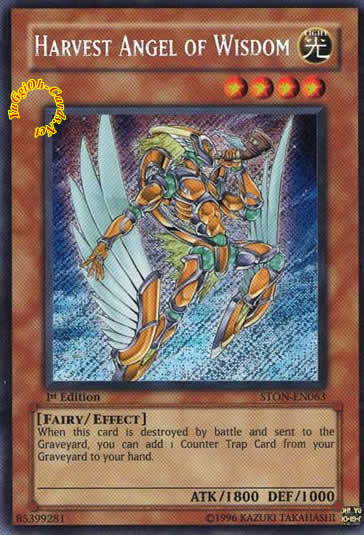 HARVEST ANGEL OF WISDOM
LIGHT
光
YuGiOh-Cards.Net
1st Edition
STON-EN063
[FAIRY/EFFECT]
When this card is destroyed by battle and sent to the
Graveyard, you can add 1 Counter Trap Card from your
Graveyard to your hand.
ATK/1800 DEF/1000
85399281
©1996 KAZUKI TAKAHASHI